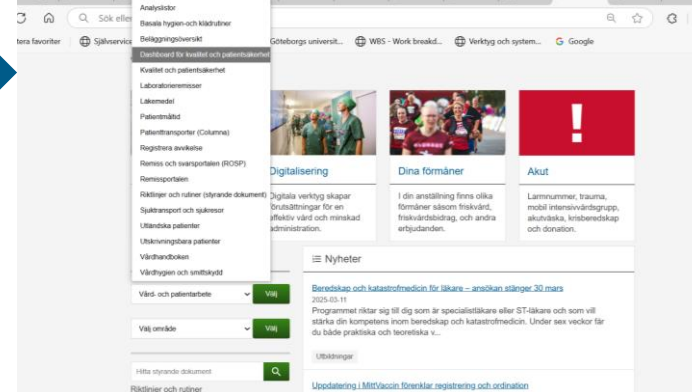 Sök eller
tera favoriter
Självservice
Göteborgs universit...
WBS - Work breakd...
Verktyg och system...
G Google
Analyslistor
Basala hygien-och klädrutiner
Beläggningsöversikt
Dashboard för kvalitet och patientsäkerhet
Kvalitet och patientsäkerhet
Laboratorieremisser
Läkemedel
Patientmåltid
Patienttransporter (Columna)
Registrera avvikelse
Remiss och svarsportalen (ROSP)
Remissportalen
Riktlinjer och rutiner (styrande dokument)
Sjuktransport och sjukresor
Utländska patienter
Utskrivningsbara patienter
Vårdhandboken
Vårdhygien och smittskydd
Vård- och patientarbete
Välj
Välj område
Välj
Hitta styrande dokument
Riktlinjer och rutiner
Digitalisering
Digitala verktyg skapar
förutsättningar för en
effektiv vård och minskad
administration.
Dina förmåner
I din anställning finns olika
förmåner såsom friskvård,
friskvårdsbidrag, och andra
erbjudanden.
!
Akut
Larmnummer, trauma,
mobil intensivvårdsgrupp,
akutväska, krisberedskap
och donation.
Nyheter
Beredskap och katastrofmedicin för läkare – ansökan stänger 30 mars
2025-03-11
Programmet riktar sig till dig som är specialistläkare eller ST-läkare och som vill
stärka din kompetens inom beredskap och katastrofmedicin. Under sex veckor får
du både praktiska och teoretiska v...
Utbildningar
Uppdatering i MittVaccin förenklar registrering och ordination